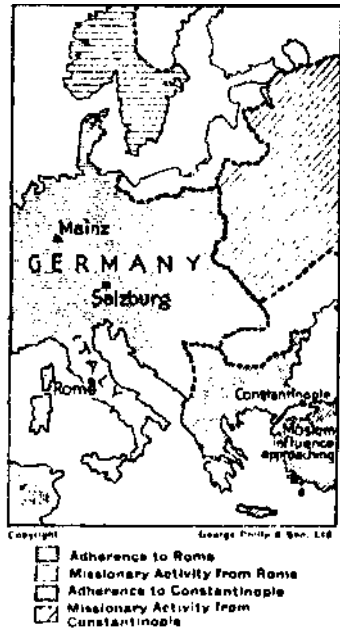 Mainz
GERMANY
Salzburg
ITALY
Rome
Constantinople
Moslem
influence
approaching
Copyright
George Philip & Son, Ltd
Adherence to Rome
Missionary Activity from Rome
Adherence to Constantinople
Missionary Activity from
Constantinople